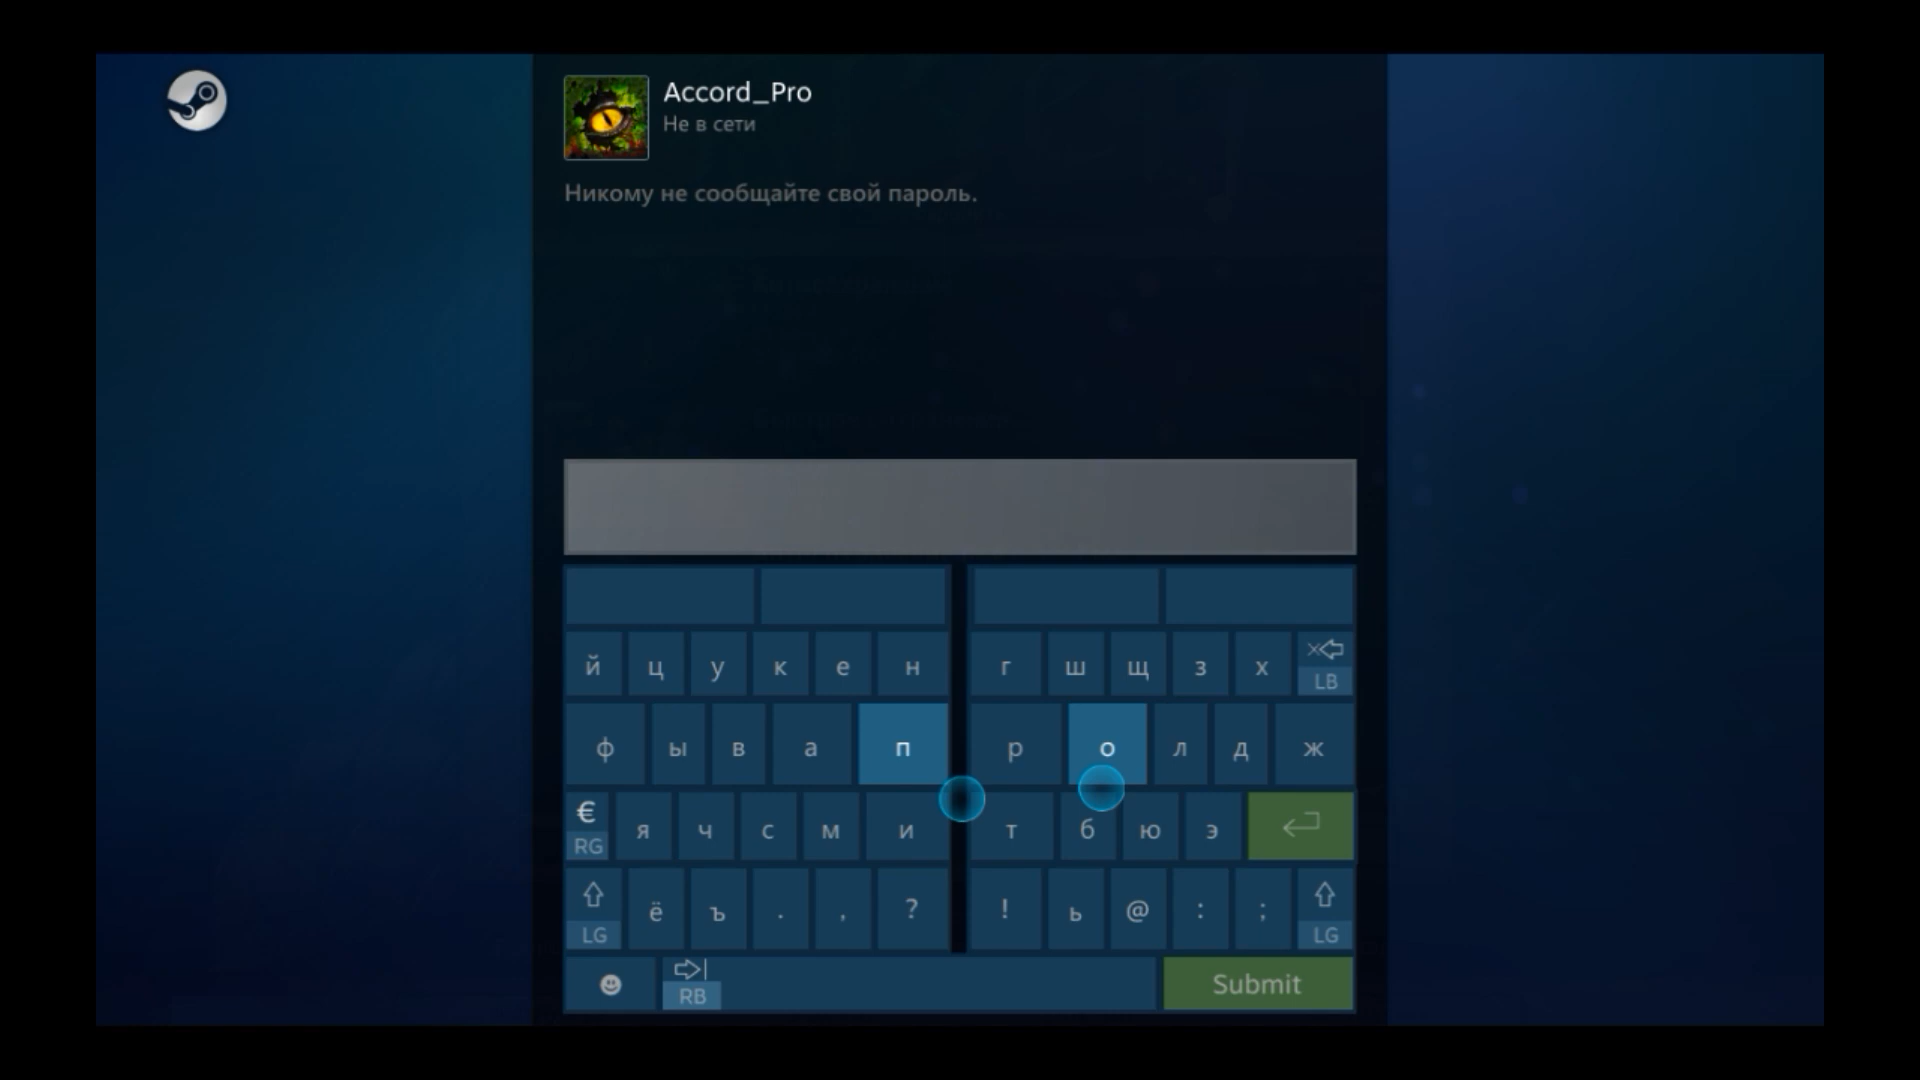 Accord_Pro
Не в сети
Никому не сообщайте свой пароль.
й ц у к е н г ш щ з х LB
ф ы в а п р о л д ж
€ RG я ч с м и т б ю э
LG ё ъ . , ? ! ь @ : ; LG
RB Submit